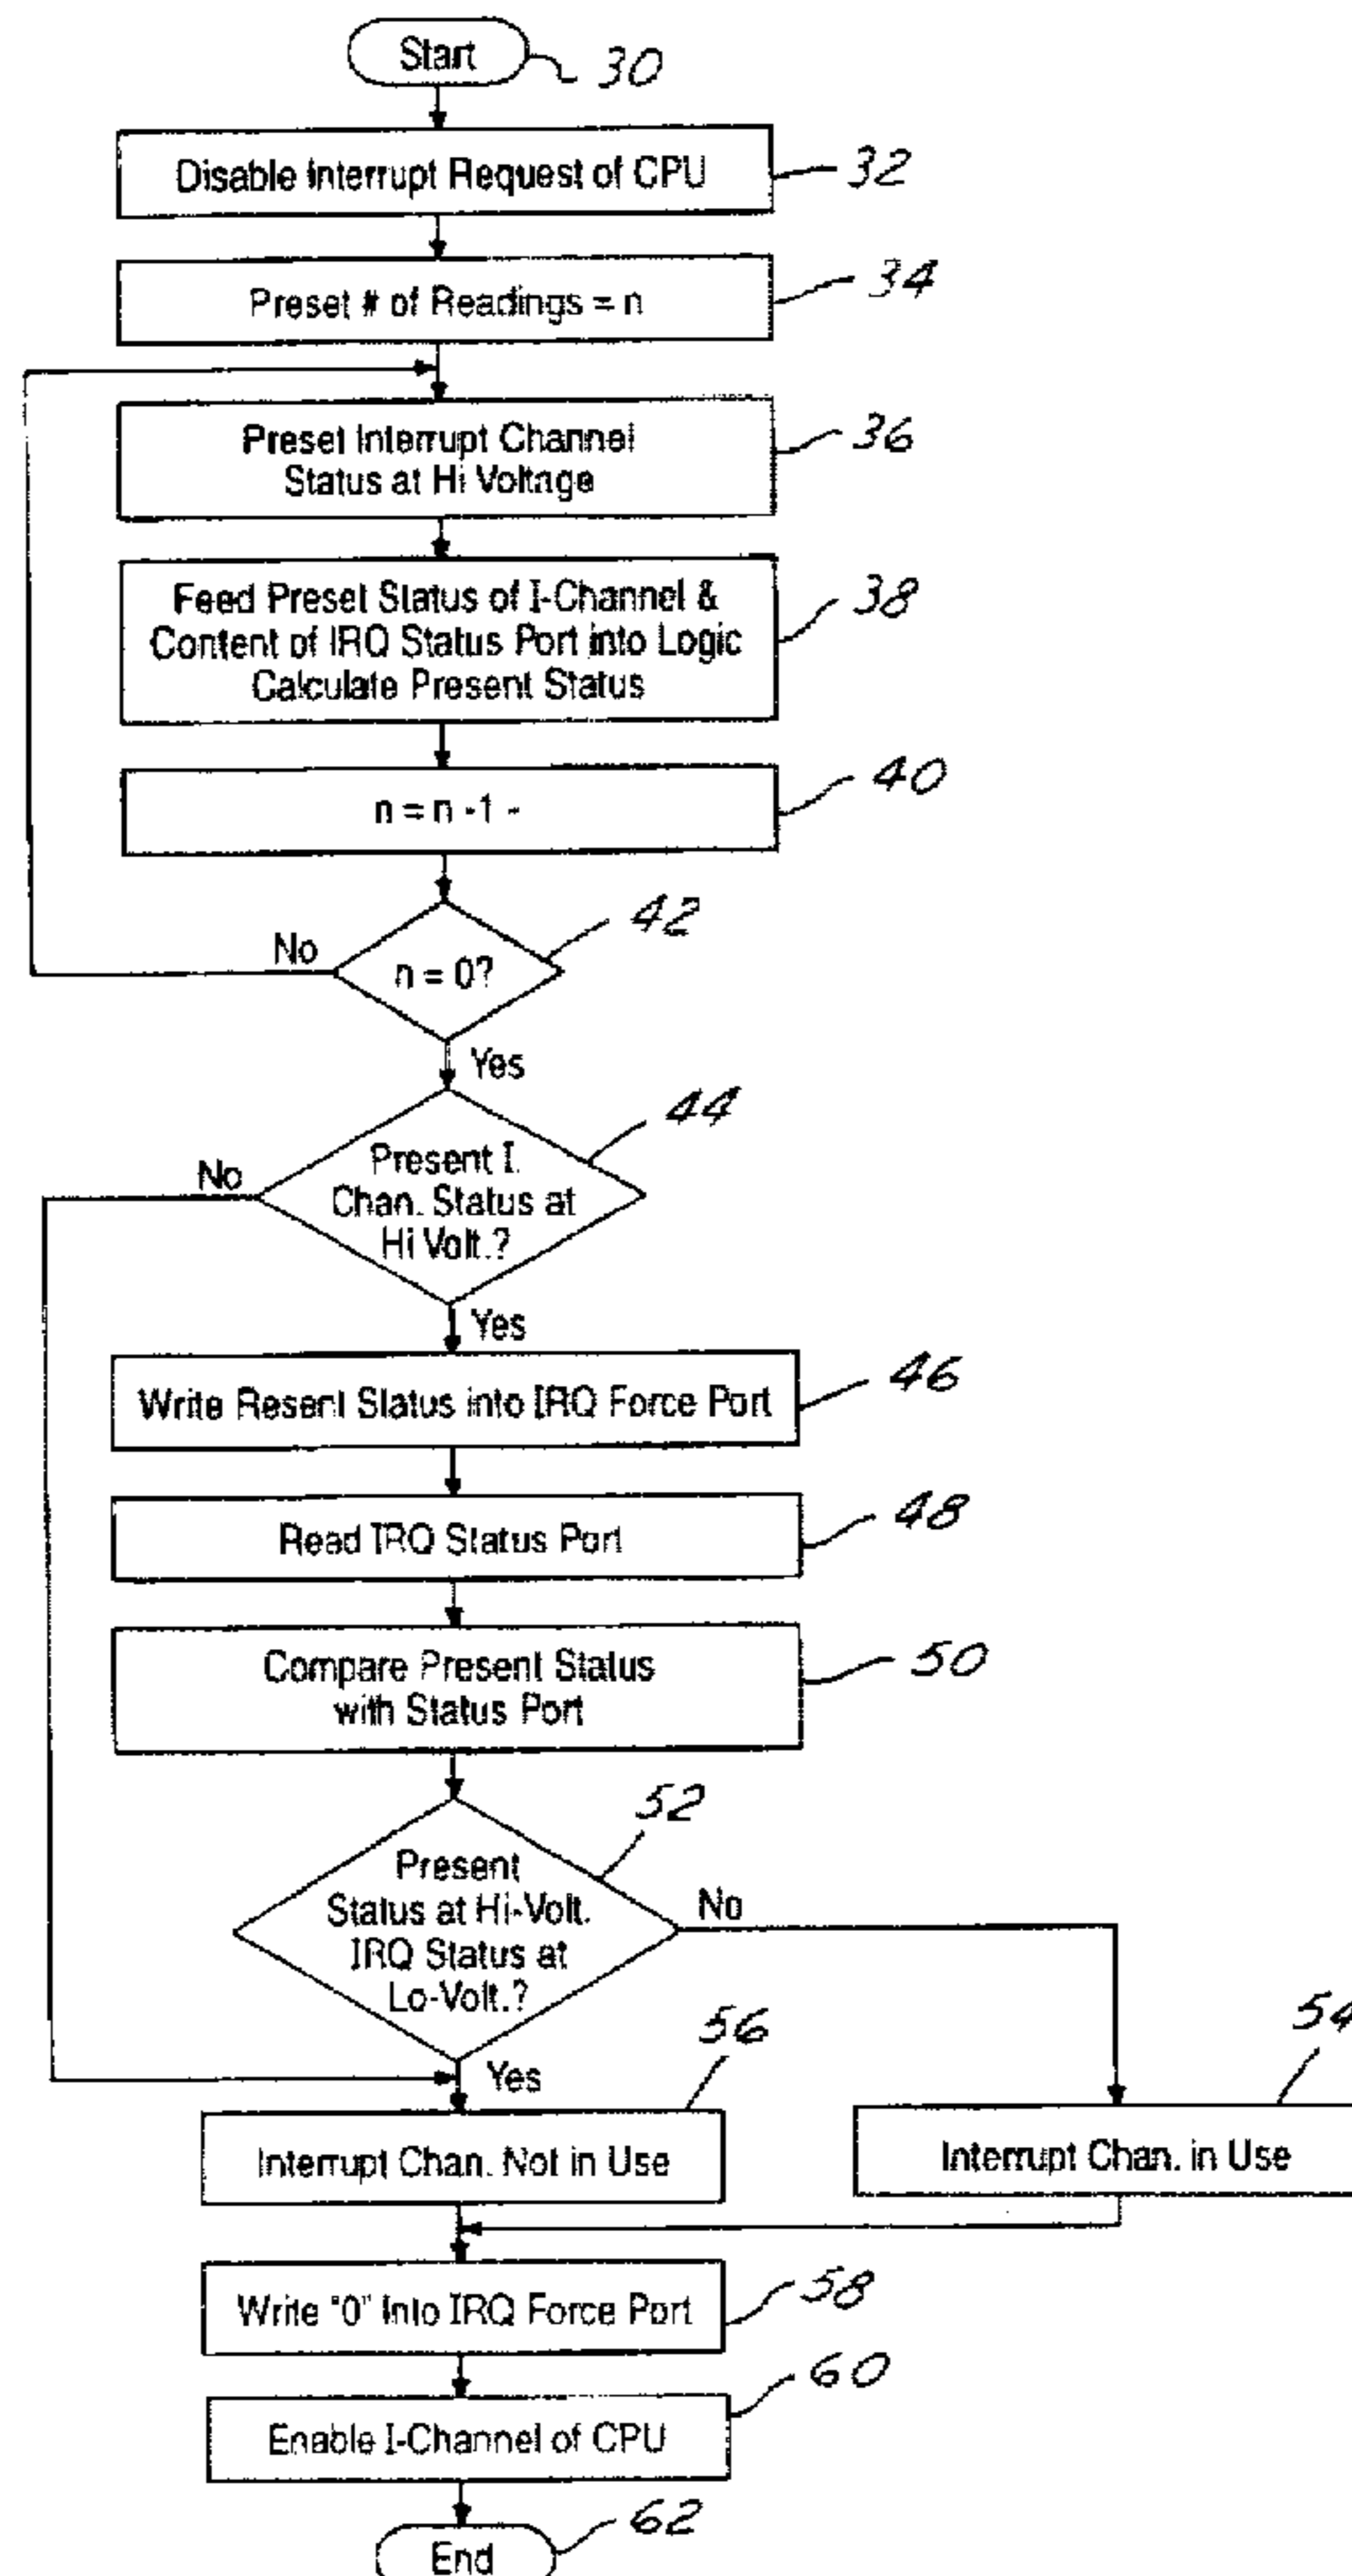 Start
30
Disable Interrupt Request of CPU
32
Preset # of Readings = n
34
Preset Interrupt Channel
Status at Hi Voltage
36
Feed Preset Status of I-Channel &
Content of IRQ Status Port into Logic
Calculate Present Status
38
n = n -1 -
40
n = 0?
42
No
Yes
Present I.
Chan. Status at
Hi Volt.?
44
No
Yes
Write Resent Status into IRQ Force Port
46
Read IRQ Status Port
48
Compare Present Status
with Status Port
50
Present
Status at Hi-Volt.
IRQ Status at
Lo-Volt.?
52
No
Yes
54
56
Interrupt Chan. Not in Use
Interrupt Chan. in Use
Write "0" Into IRQ Force Port
58
Enable I-Channel of CPU
60
End
62